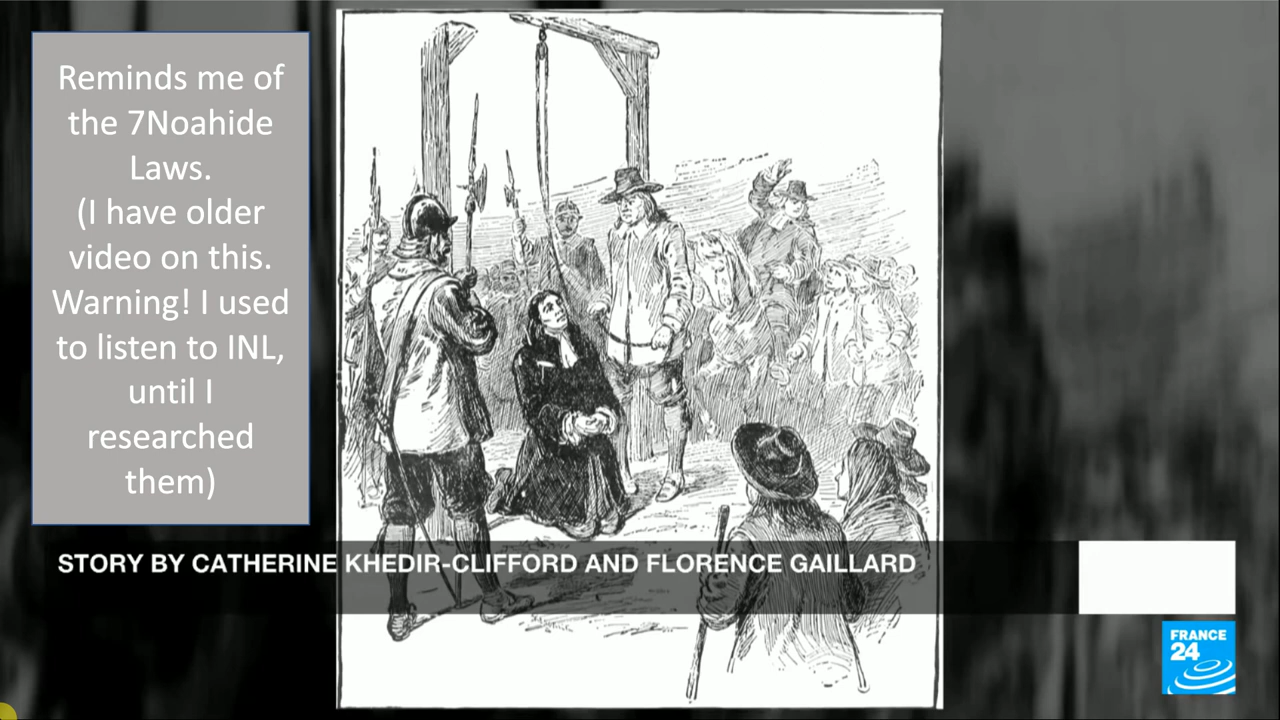 Reminds me of
the 7Noahide
Laws.
(I have older
video on this.
Warning! I used
to listen to INL,
until I
researched
them)
STORY BY CATHERINE KHEDIR-CLIFFORD AND FLORENCE GAILLARD
FRANCE
24